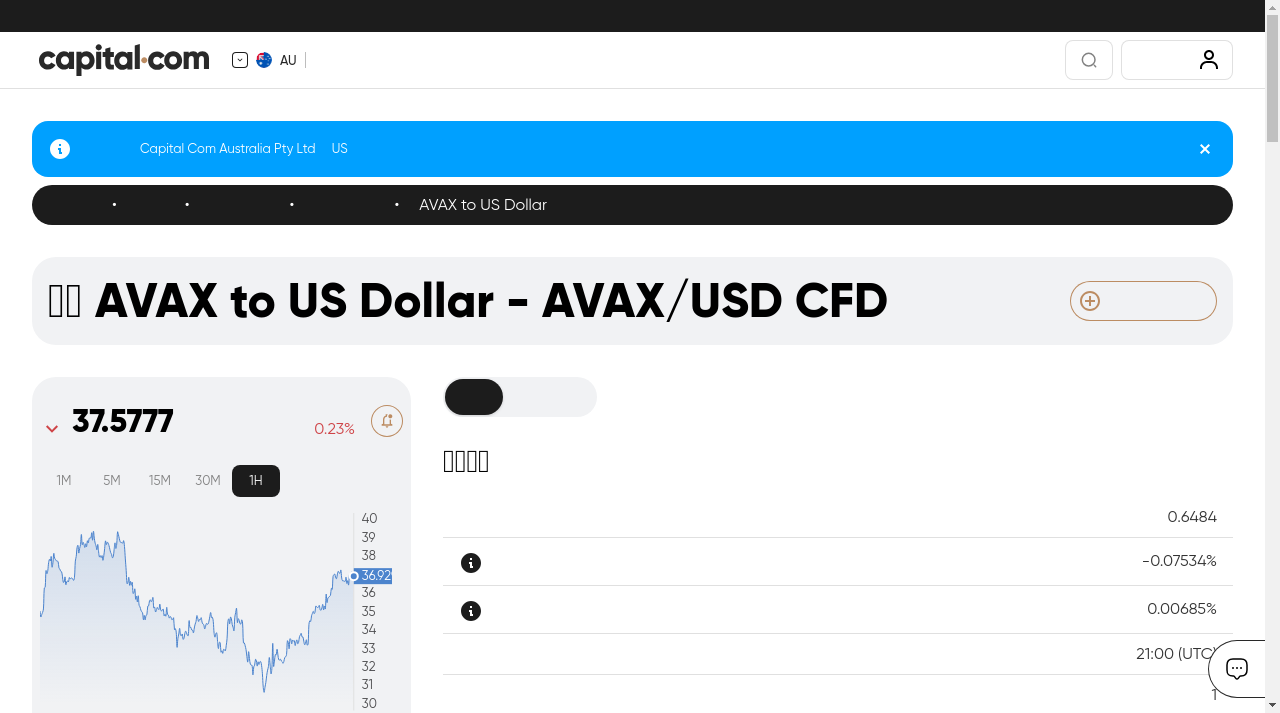 capital.com
AU
Capital Com Australia Pty Ltd US
AVAX to US Dollar
AVAX to US Dollar - AVAX/USD CFD
37.5777
0.23%
1M 5M 15M 30M 1H
40
39
38
36.92
36
35
34
33
32
31
30
0.6484
-0.07534%
0.00685%
21:00 (UTC)
1